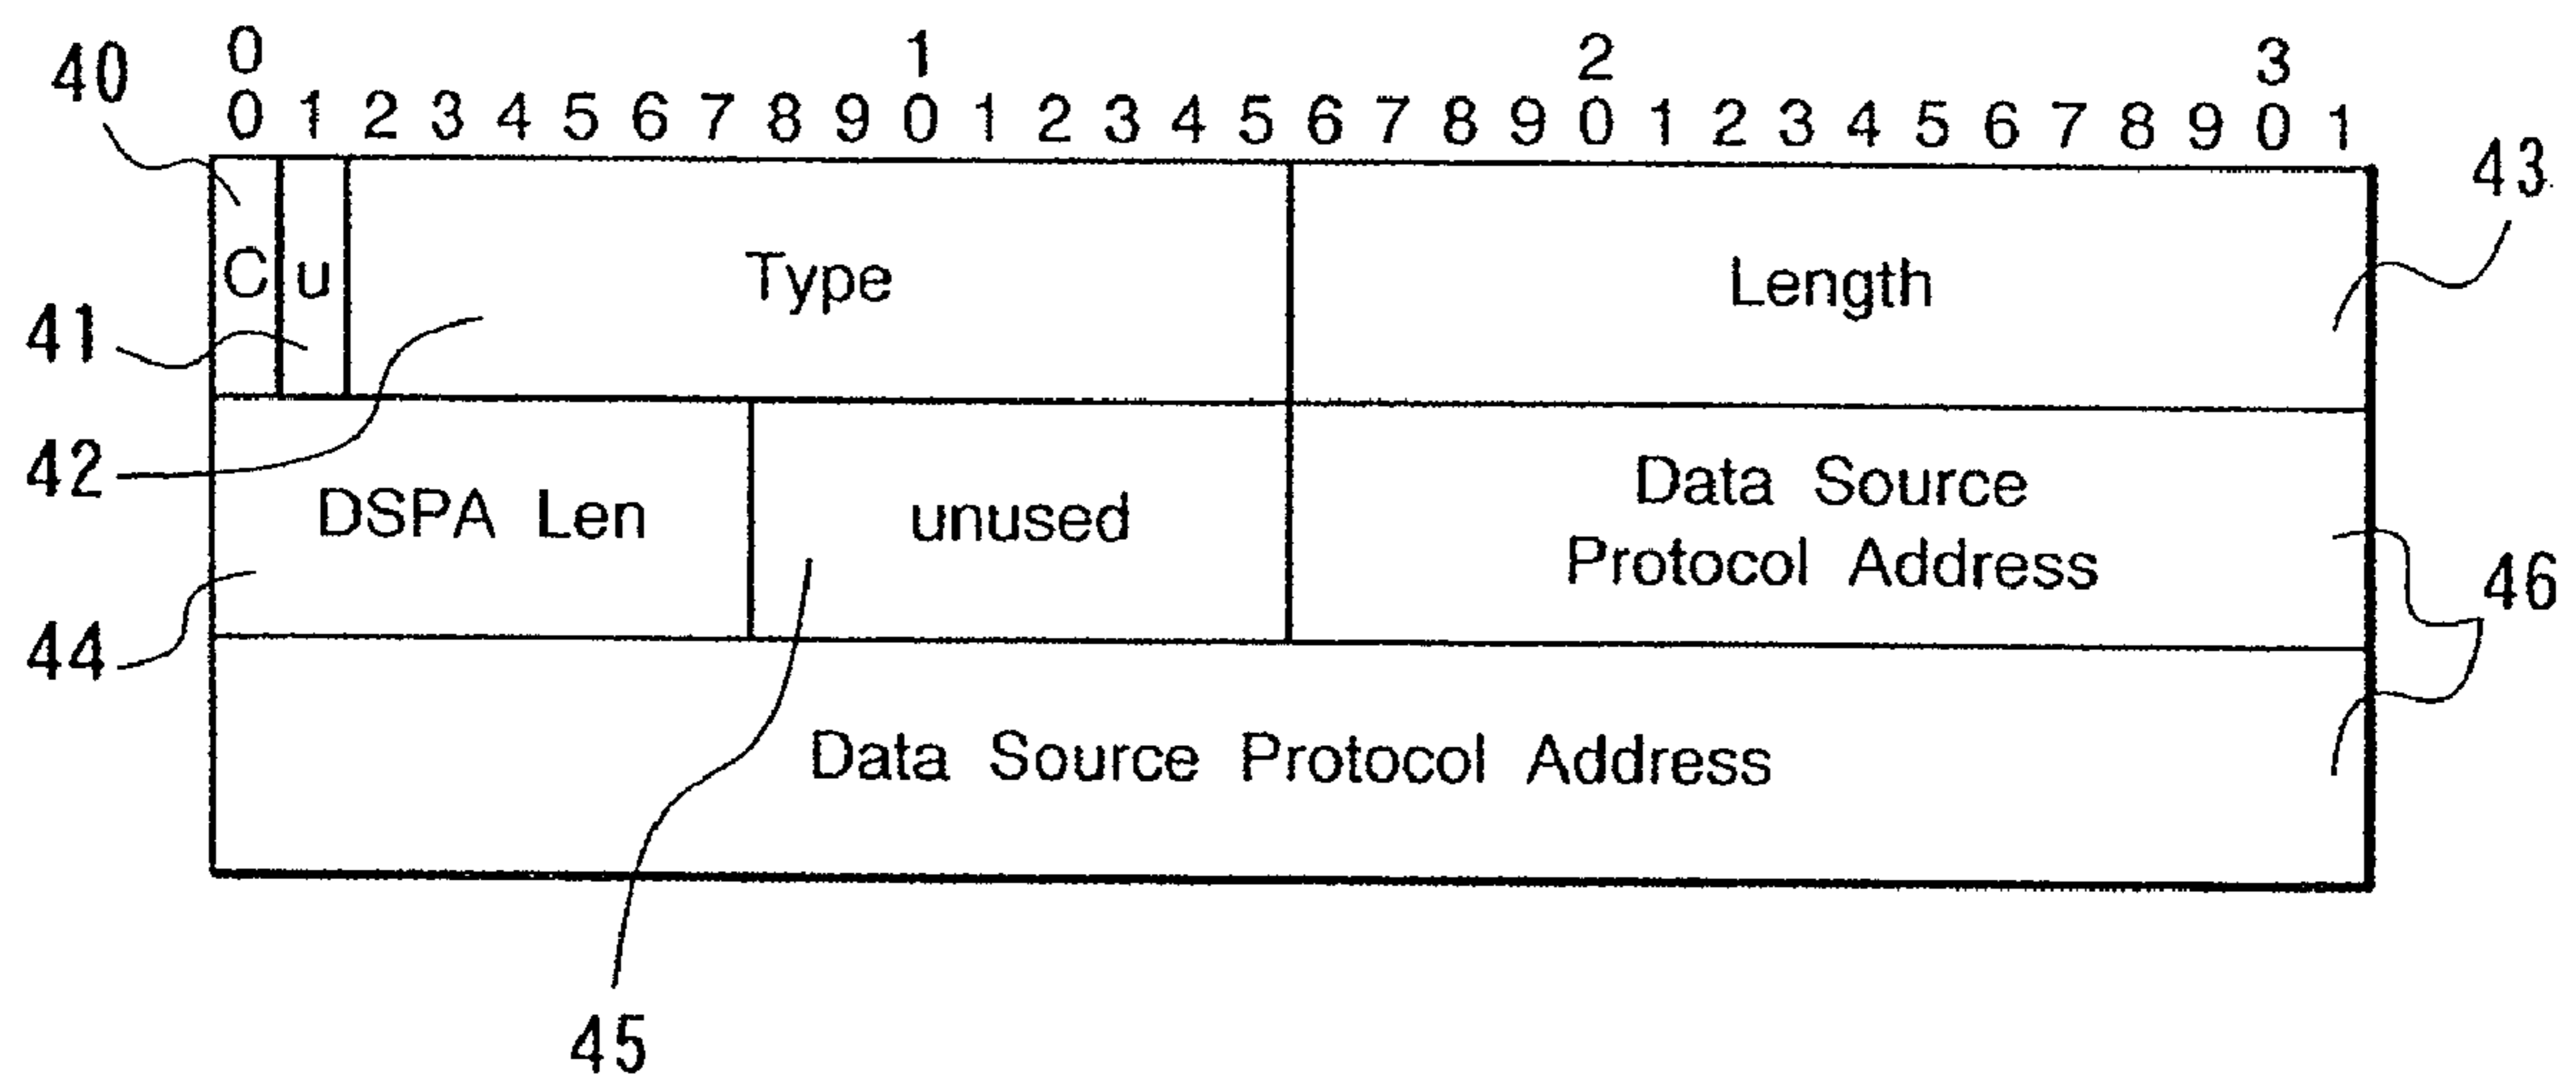 0 1 2 3
40 0 1 2 3 4 5 6 7 8 9 0 1 2 3 4 5 6 7 8 9 0 1 2 3 4 5 6 7 8 9 0 1
43
C u Type Length
41
42
DSPA Len unused Data Source
Protocol Address
46
44
Data Source Protocol Address
45